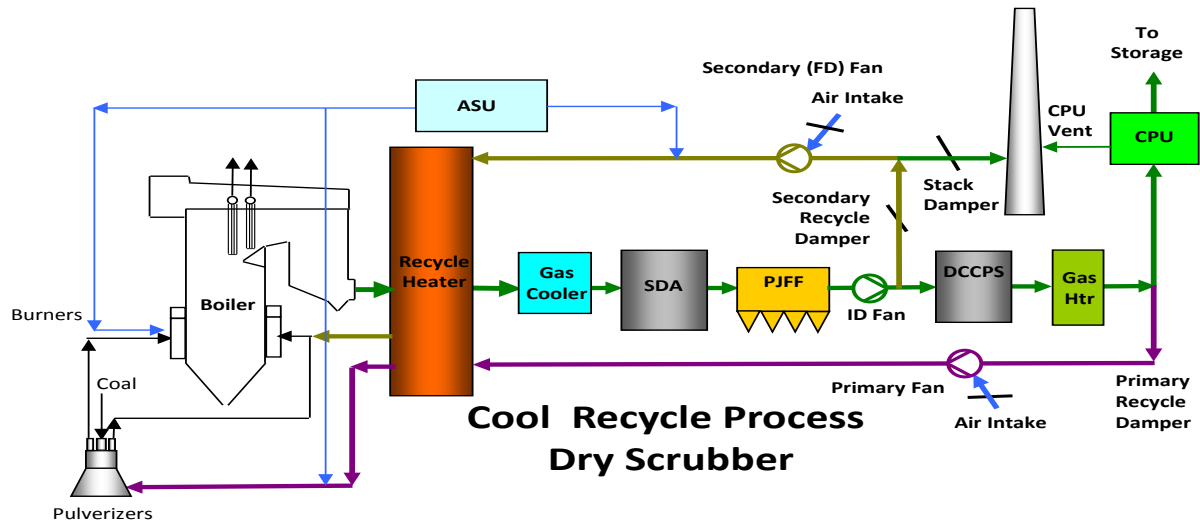 To
Storage
Secondary (FD) Fan
Air Intake
ASU
CPU
Vent
CPU
Stack
Damper
Secondary
Recycle
Damper
Recycle
Heater
Gas
Cooler
SDA
PJFF
ID Fan
DCCPS
Gas
Htr
Boiler
Burners
Coal
Primary Fan
Air Intake
Primary
Recycle
Damper
Cool Recycle Process
Dry Scrubber
Pulverizers